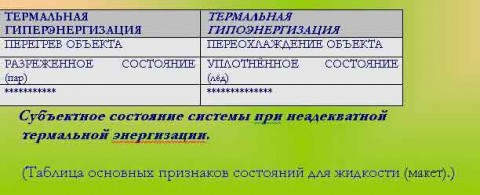 ТЕРМАЛЬНАЯ ГИПЕРЭНЕРГИЗАЦИЯ
ТЕРМАЛЬНАЯ ГИПОЭНЕРГИЗАЦИЯ
ПЕРЕГРЕВ ОБЪЕКТА
ПЕРЕОХЛАЖДЕНИЕ ОБЪЕКТА
РАЗРЕЖЕННОЕ СОСТОЯНИЕ (пар)
УПЛОТНЁННОЕ СОСТОЯНИЕ (лёд)
***********
**************
Субъектное состояние системы при неадекватной
термальной энергизации.
(Таблица основных признаков состояний для жидкости (макет).)